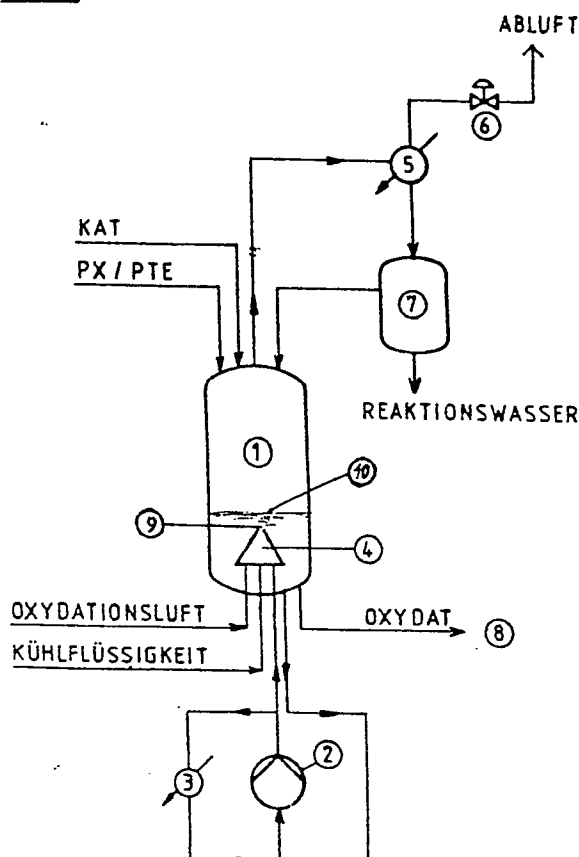 ABLUFT
6
5
KAT
PX / PTE
7
REAKTIONSWASSER
1
10
9
4
OXYDATIONSLUFT
OXYDAT
8
KÜHLFLÜSSIGKEIT
2
3